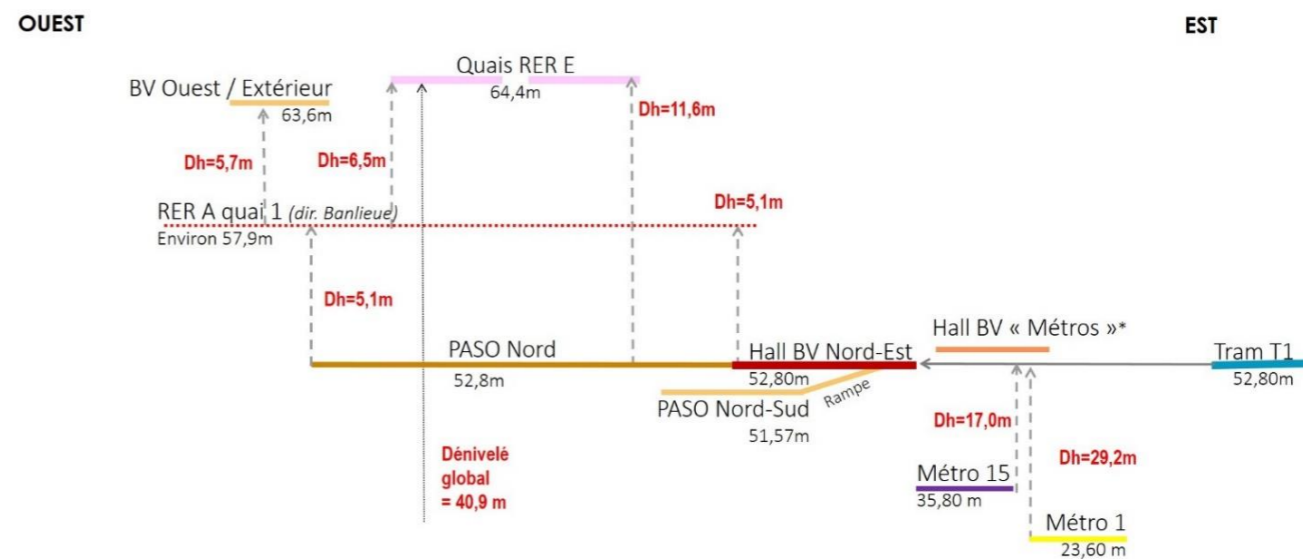 OUEST
EST
Quais RER E
64,4m
BV Ouest / Extérieur
63,6m
Dh=11,6m
Dh=5,7m
Dh=6,5m
RER A quai 1 (dir. Banlieue)
Environ 57,9m
Dh=5,1m
Dh=5,1m
PASO Nord
52,8m
Hall BV Nord-Est
52,80m
Hall BV « Métros »*
Tram T1
52,80m
Rampe
PASO Nord-Sud
51,57m
Dh=17,0m
Dénivelé
global
= 40,9 m
Dh=29,2m
Métro 15
35,80 m
Métro 1
23,60 m